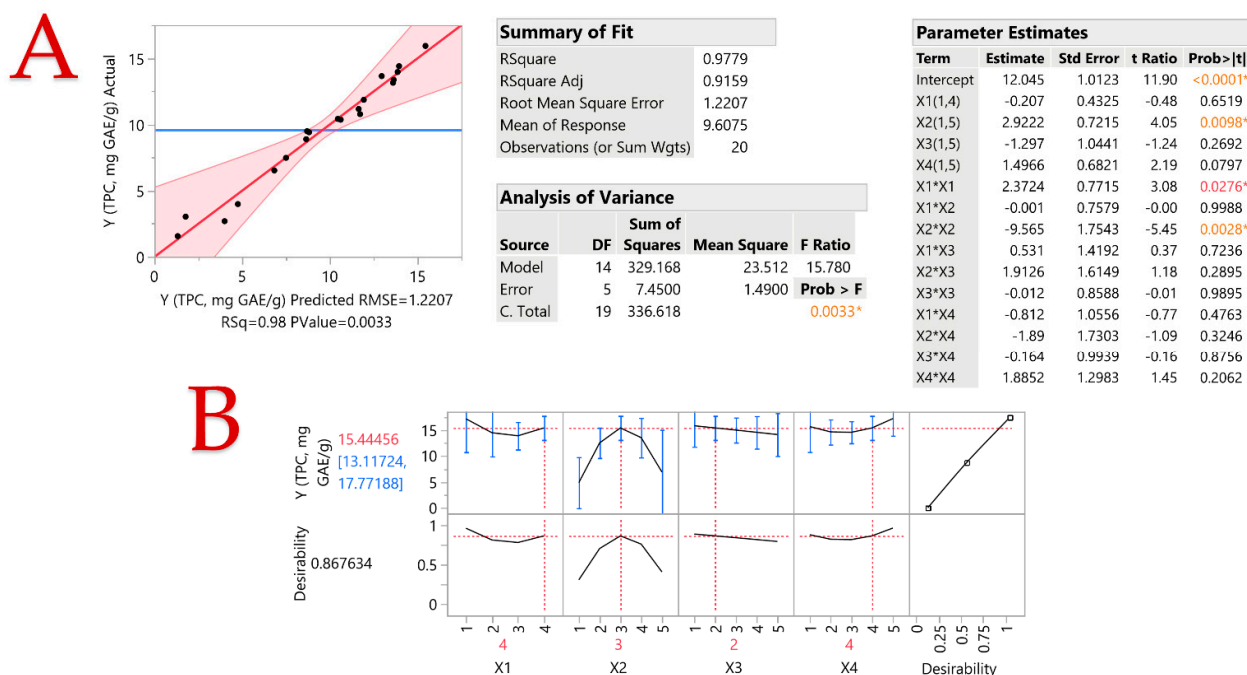 A
Y (TPC, mg GAE/g) Actual
15
10
5
0
0 5 10 15
Y (TPC, mg GAE/g) Predicted RMSE=1.2207
RSq=0.98 PValue=0.0033
Summary of Fit
RSquare 0.9779
RSquare Adj 0.9159
Root Mean Square Error 1.2207
Mean of Response 9.6075
Observations (or Sum Wgts) 20
Analysis of Variance
Sum of
Source DF Squares Mean Square F Ratio
Model 14 329.168 23.512 15.780
Error 5 7.4500 1.4900 Prob > F
C. Total 19 336.618 0.0033*
Parameter Estimates
Term Estimate Std Error t Ratio Prob>|t|
Intercept 12.045 1.0123 11.90 <0.0001*
X1(1,4) -0.207 0.4325 -0.48 0.6519
X2(1,5) 2.9222 0.7215 4.05 0.0098*
X3(1,5) -1.297 1.0441 -1.24 0.2692
X4(1,5) 1.4966 0.6821 2.19 0.0797
X1*X1 2.3724 0.7715 3.08 0.0276*
X1*X2 -0.001 0.7579 -0.00 0.9988
X2*X2 -9.565 1.7543 -5.45 0.0028*
X1*X3 0.531 1.4192 0.37 0.7236
X2*X3 1.9126 1.6149 1.18 0.2895
X3*X3 -0.012 0.8588 -0.01 0.9895
X1*X4 -0.812 1.0556 -0.77 0.4763
X2*X4 -1.89 1.7303 -1.09 0.3246
X3*X4 -0.164 0.9939 -0.16 0.8756
X4*X4 1.8852 1.2983 1.45 0.2062
B
Y (TPC, mg
GAE/g)
15.44456
[13.11724,
17.77188]
15
10
5
0
Desirability
0.867634
1
0.5
0
1 2 3 4 1 2 3 4 5 1 2 3 4 5 1 2 3 4 5 0 0.25 0.5 0.75 1
4 3 2 4
X1 X2 X3 X4 Desirability